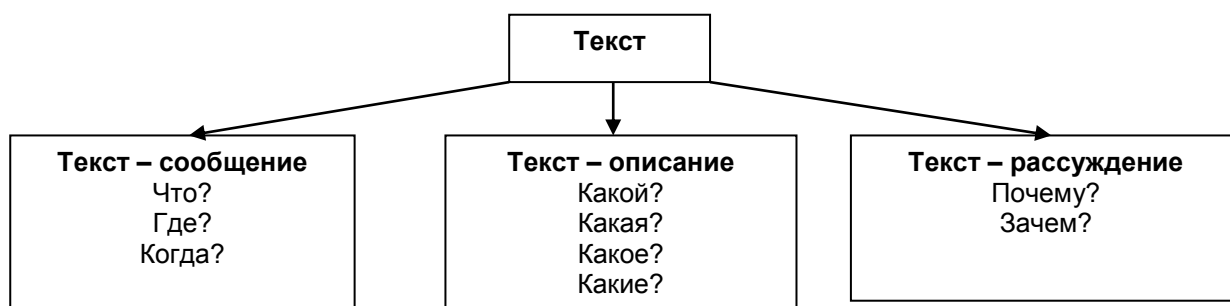 Текст
Текст – сообщение
Что?
Где?
Когда?
Текст – описание
Какой?
Какая?
Какое?
Какие?
Текст – рассуждение
Почему?
Зачем?